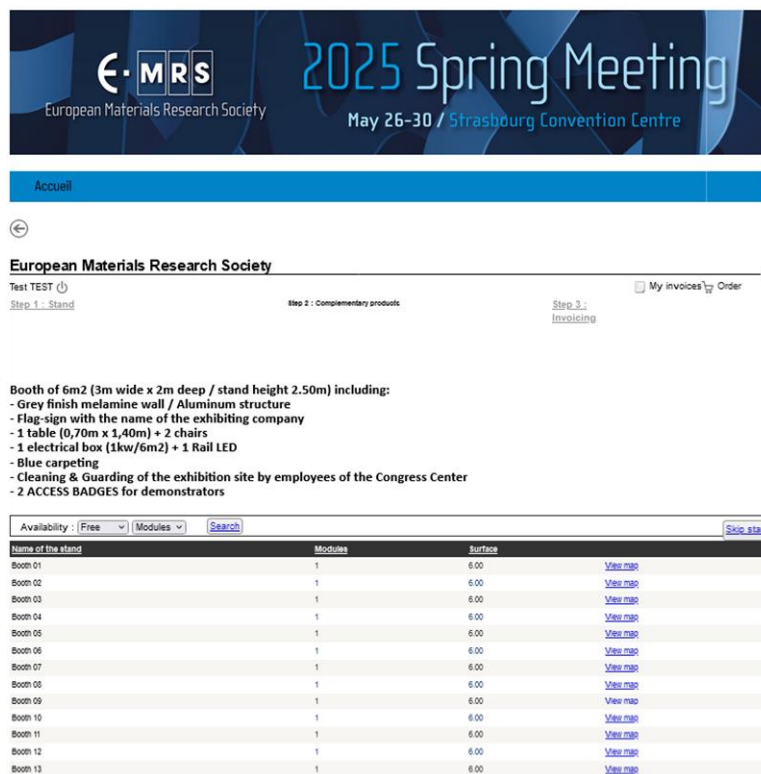 E·MRS
European Materials Research Society
2025 Spring Meeting
May 26-30 / Strasbourg Convention Centre
Accueil
European Materials Research Society
Test TEST My invoices Order
Step 1 : Stand Step 2 : Complementary products Step 3 :
Invoicing
Booth of 6m2 (3m wide x 2m deep / stand height 2.50m) including:
- Grey finish melamine wall / Aluminum structure
- Flag-sign with the name of the exhibiting company
- 1 table (0,70m x 1,40m) + 2 chairs
- 1 electrical box (1kw/6m2) + 1 Rail LED
- Blue carpeting
- Cleaning & Guarding of the exhibition site by employees of the Congress Center
- 2 ACCESS BADGES for demonstrators
Availability : Free Modules Search Skip sta
Name of the stand Modules Surface
Booth 01 1 6.00 View map
Booth 02 1 6.00 View map
Booth 03 1 6.00 View map
Booth 04 1 6.00 View map
Booth 05 1 6.00 View map
Booth 06 1 6.00 View map
Booth 07 1 6.00 View map
Booth 08 1 6.00 View map
Booth 09 1 6.00 View map
Booth 10 1 6.00 View map
Booth 11 1 6.00 View map
Booth 12 1 6.00 View map
Booth 13 1 6.00 View map